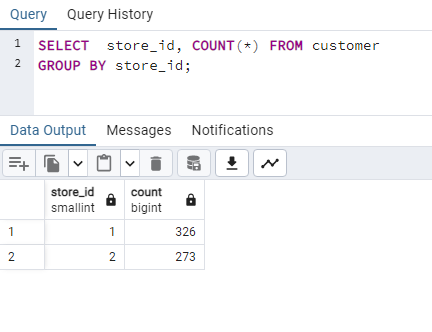 Query Query History
1 SELECT  store_id, COUNT(*) FROM customer
2 GROUP BY store_id;
Data Output Messages Notifications
store_id count
smallint bigint
1 1 326
2 2 273